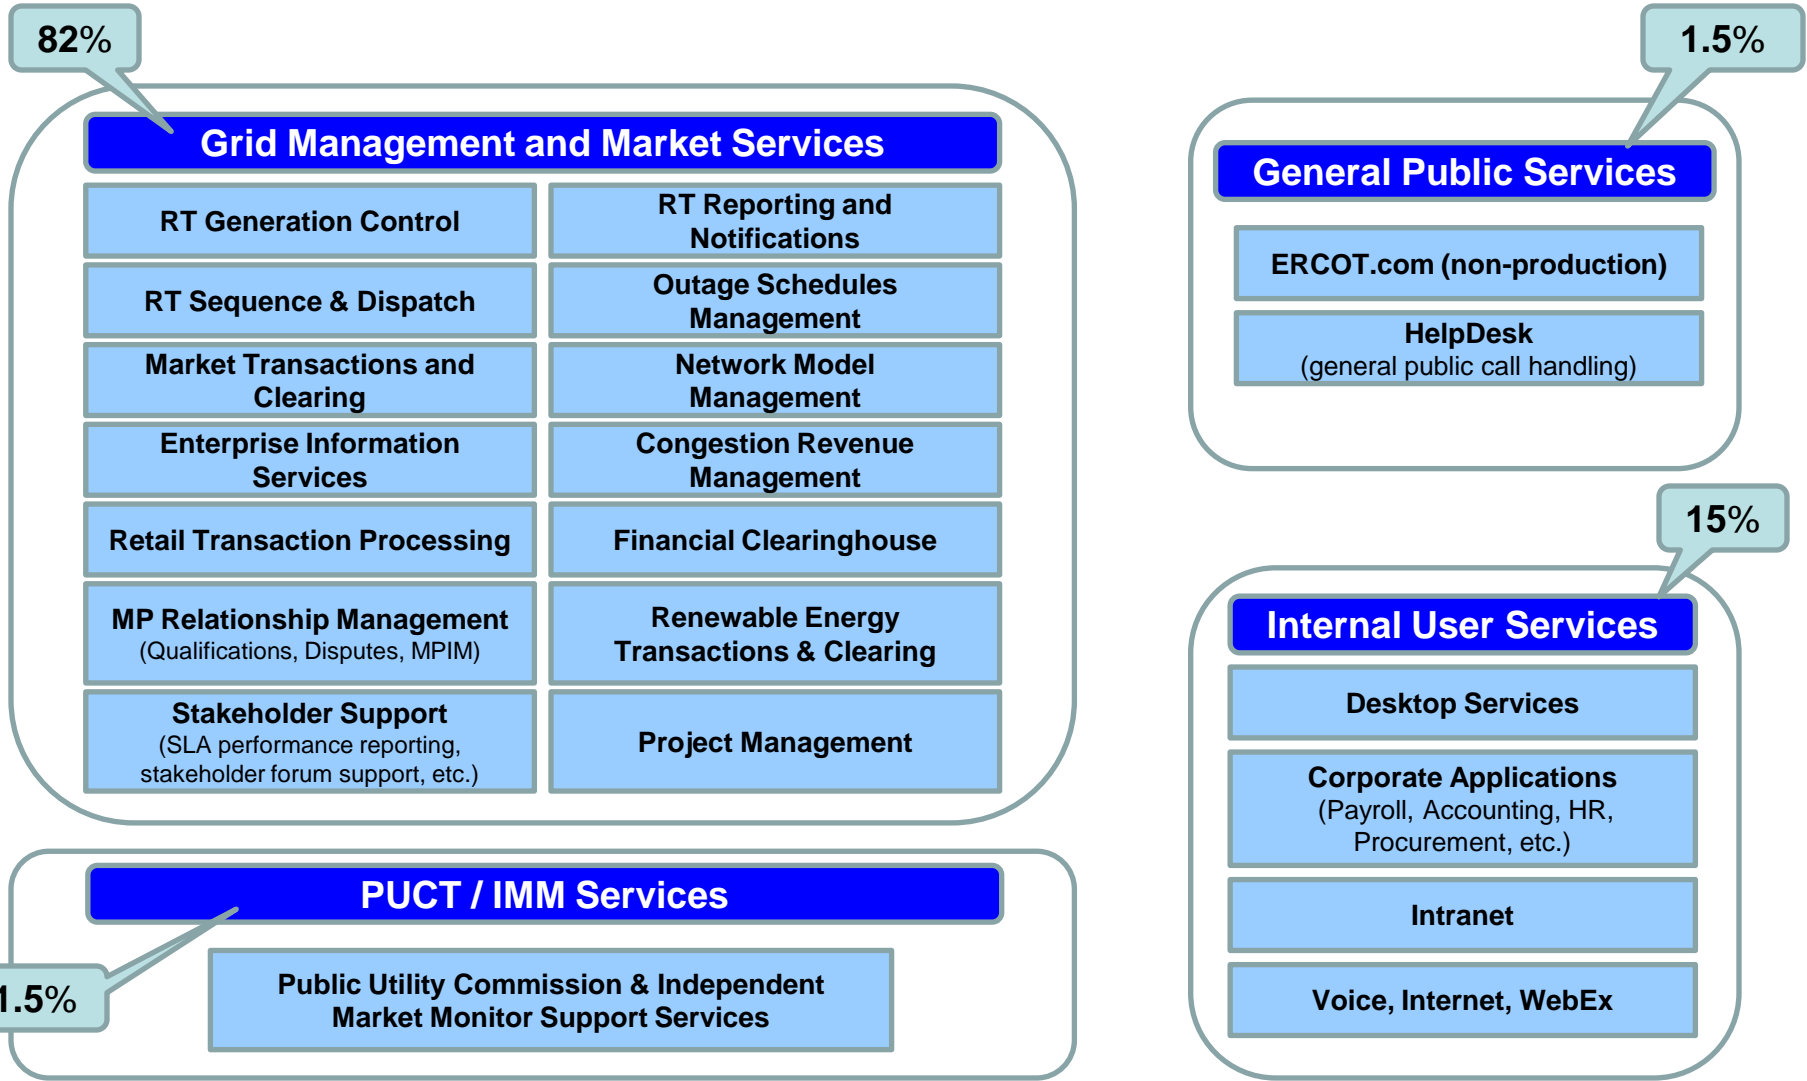 82%
Grid Management and Market Services
RT Generation Control
RT Reporting and
Notifications
RT Sequence & Dispatch
Outage Schedules
Management
Market Transactions and
Clearing
Network Model
Management
Enterprise Information
Services
Congestion Revenue
Management
Retail Transaction Processing
Financial Clearinghouse
MP Relationship Management
(Qualifications, Disputes, MPIM)
Renewable Energy
Transactions & Clearing
Stakeholder Support
(SLA performance reporting,
stakeholder forum support, etc.)
Project Management
PUCT / IMM Services
1.5%
Public Utility Commission & Independent
Market Monitor Support Services
1.5%
General Public Services
ERCOT.com (non-production)
HelpDesk
(general public call handling)
15%
Internal User Services
Desktop Services
Corporate Applications
(Payroll, Accounting, HR,
Procurement, etc.)
Intranet
Voice, Internet, WebEx